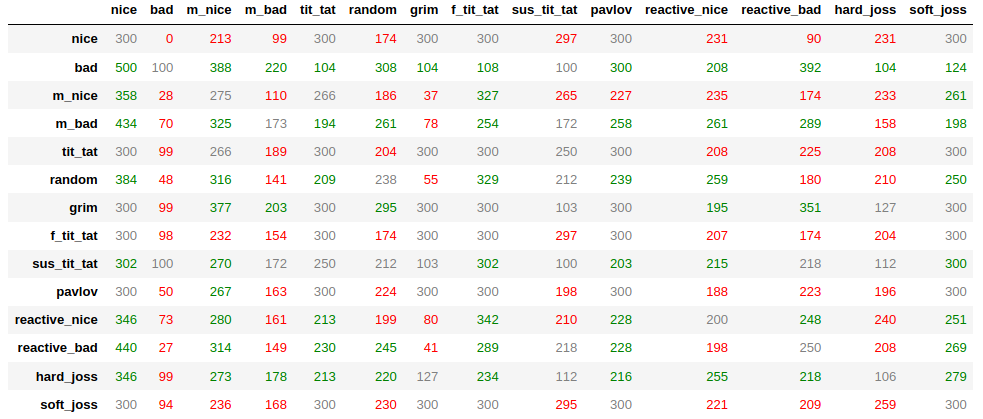 nice bad m_nice m_bad tit_tat random grim f_tit_tat sus_tit_tat pavlov reactive_nice reactive_bad hard_joss soft_joss
nice 300 0 213 99 300 174 300 300 297 300 231 90 231 300
bad 500 100 388 220 104 308 104 108 100 300 208 392 104 124
m_nice 358 28 275 110 266 186 37 327 265 227 235 174 233 261
m_bad 434 70 325 173 194 261 78 254 172 258 261 289 158 198
tit_tat 300 99 266 189 300 204 300 300 250 300 208 225 208 300
random 384 48 316 141 209 238 55 329 212 239 259 180 210 250
grim 300 99 377 203 300 295 300 300 103 300 195 351 127 300
f_tit_tat 300 98 232 154 300 174 300 300 297 300 207 174 204 300
sus_tit_tat 302 100 270 172 250 212 103 302 100 203 215 218 112 300
pavlov 300 50 267 163 300 224 300 300 198 300 188 223 196 300
reactive_nice 346 73 280 161 213 199 80 342 210 228 200 248 240 251
reactive_bad 440 27 314 149 230 245 41 289 218 228 198 250 208 269
hard_joss 346 99 273 178 213 220 127 234 112 216 255 218 106 279
soft_joss 300 94 236 168 300 230 300 300 295 300 221 209 259 300